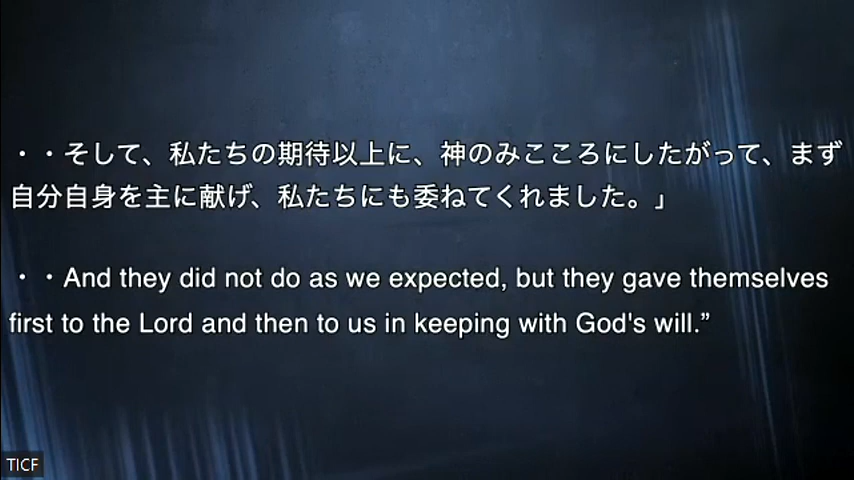 ・・そして、私たちの期待以上に、神のみこころにしたがって、まず
自分自身を主に献げ、私たちにも委ねてくれました。」
・・And they did not do as we expected, but they gave themselves
first to the Lord and then to us in keeping with God's will.”
TICF